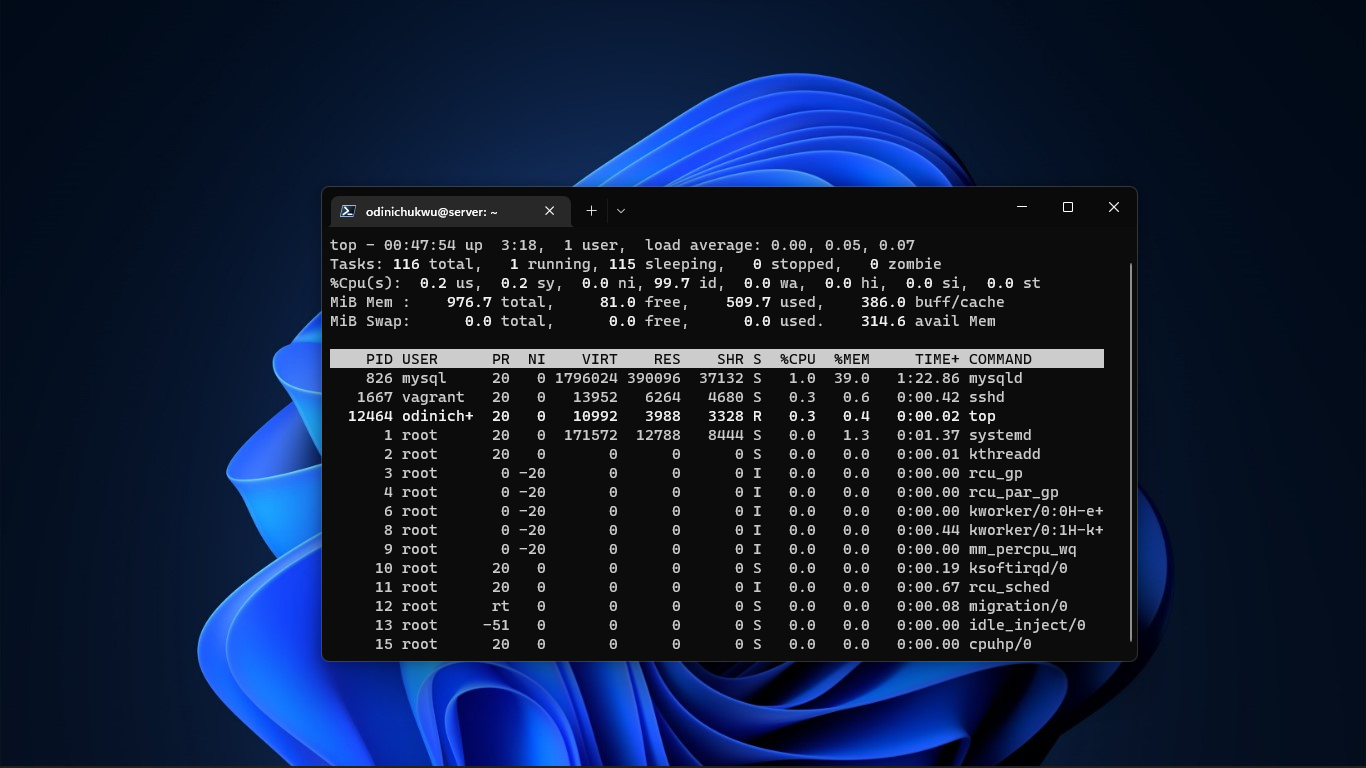 odinichukwu@server: ~
top - 00:47:54 up  3:18,  1 user,  load average: 0.00, 0.05, 0.07
Tasks: 116 total,   1 running, 115 sleeping,   0 stopped,   0 zombie
%Cpu(s):  0.2 us,  0.2 sy,  0.0 ni, 99.7 id,  0.0 wa,  0.0 hi,  0.0 si,  0.0 st
MiB Mem :    976.7 total,     81.0 free,    509.7 used,    386.0 buff/cache
MiB Swap:      0.0 total,      0.0 free,      0.0 used.    314.6 avail Mem
    PID USER      PR  NI    VIRT    RES    SHR S  %CPU  %MEM     TIME+ COMMAND
    826 mysql     20   0 1796024 390096  37132 S   1.0  39.0   1:22.86 mysqld
   1667 vagrant   20   0   13952   6264   4680 S   0.3   0.6   0:00.42 sshd
  12464 odinich+  20   0   10992   3988   3328 R   0.3   0.4   0:00.02 top
      1 root      20   0  171572  12788   8444 S   0.0   1.3   0:01.37 systemd
      2 root      20   0       0      0      0 S   0.0   0.0   0:00.01 kthreadd
      3 root       0 -20       0      0      0 I   0.0   0.0   0:00.00 rcu_gp
      4 root       0 -20       0      0      0 I   0.0   0.0   0:00.00 rcu_par_gp
      6 root       0 -20       0      0      0 I   0.0   0.0   0:00.00 kworker/0:0H-e+
      8 root       0 -20       0      0      0 I   0.0   0.0   0:00.44 kworker/0:1H-k+
      9 root       0 -20       0      0      0 I   0.0   0.0   0:00.00 mm_percpu_wq
     10 root      20   0       0      0      0 S   0.0   0.0   0:00.19 ksoftirqd/0
     11 root      20   0       0      0      0 I   0.0   0.0   0:00.67 rcu_sched
     12 root      rt   0       0      0      0 S   0.0   0.0   0:00.08 migration/0
     13 root     -51   0       0      0      0 S   0.0   0.0   0:00.00 idle_inject/0
     15 root      20   0       0      0      0 S   0.0   0.0   0:00.00 cpuhp/0